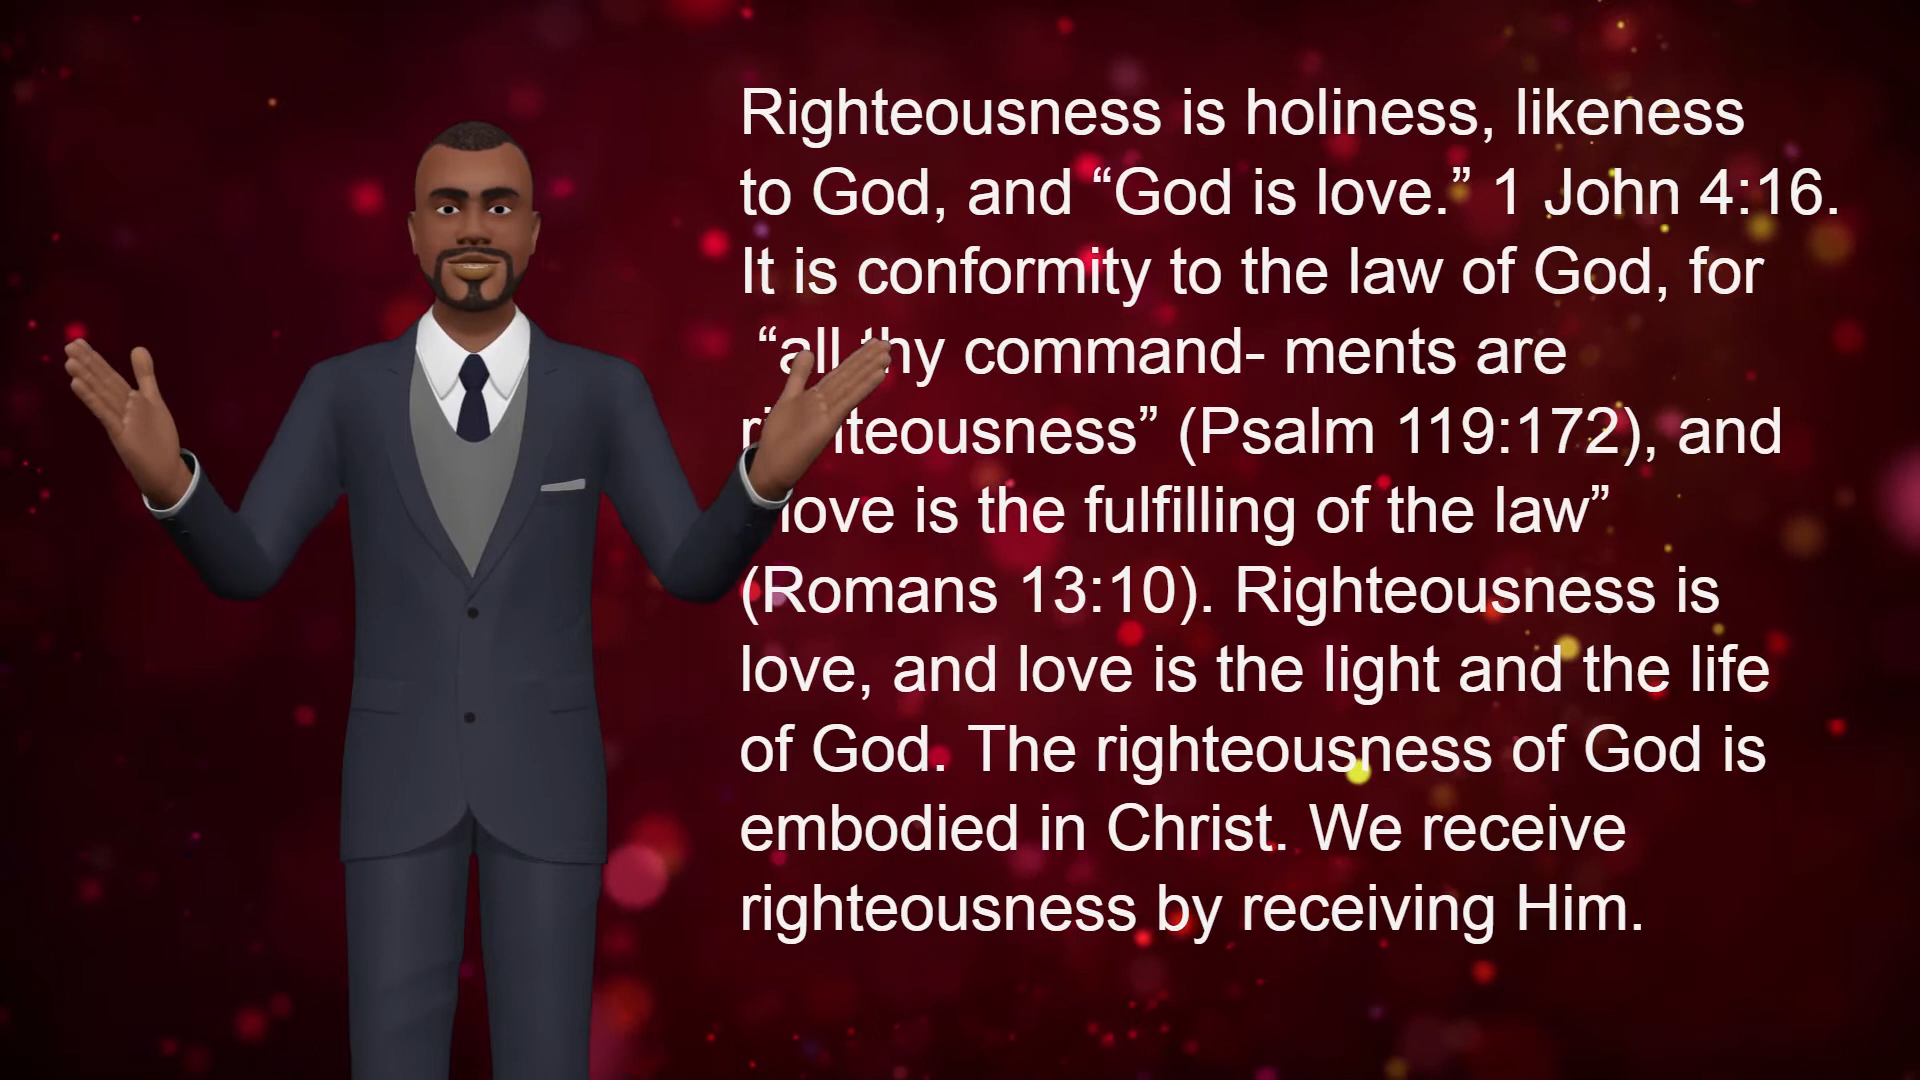 Righteousness is holiness, likeness
to God, and “God is love.” 1 John 4:16.
It is conformity to the law of God, for
“all thy command- ments are
righteousness” (Psalm 119:172), and
love is the fulfilling of the law”
(Romans 13:10). Righteousness is
love, and love is the light and the life
of God. The righteousness of God is
embodied in Christ. We receive
righteousness by receiving Him.